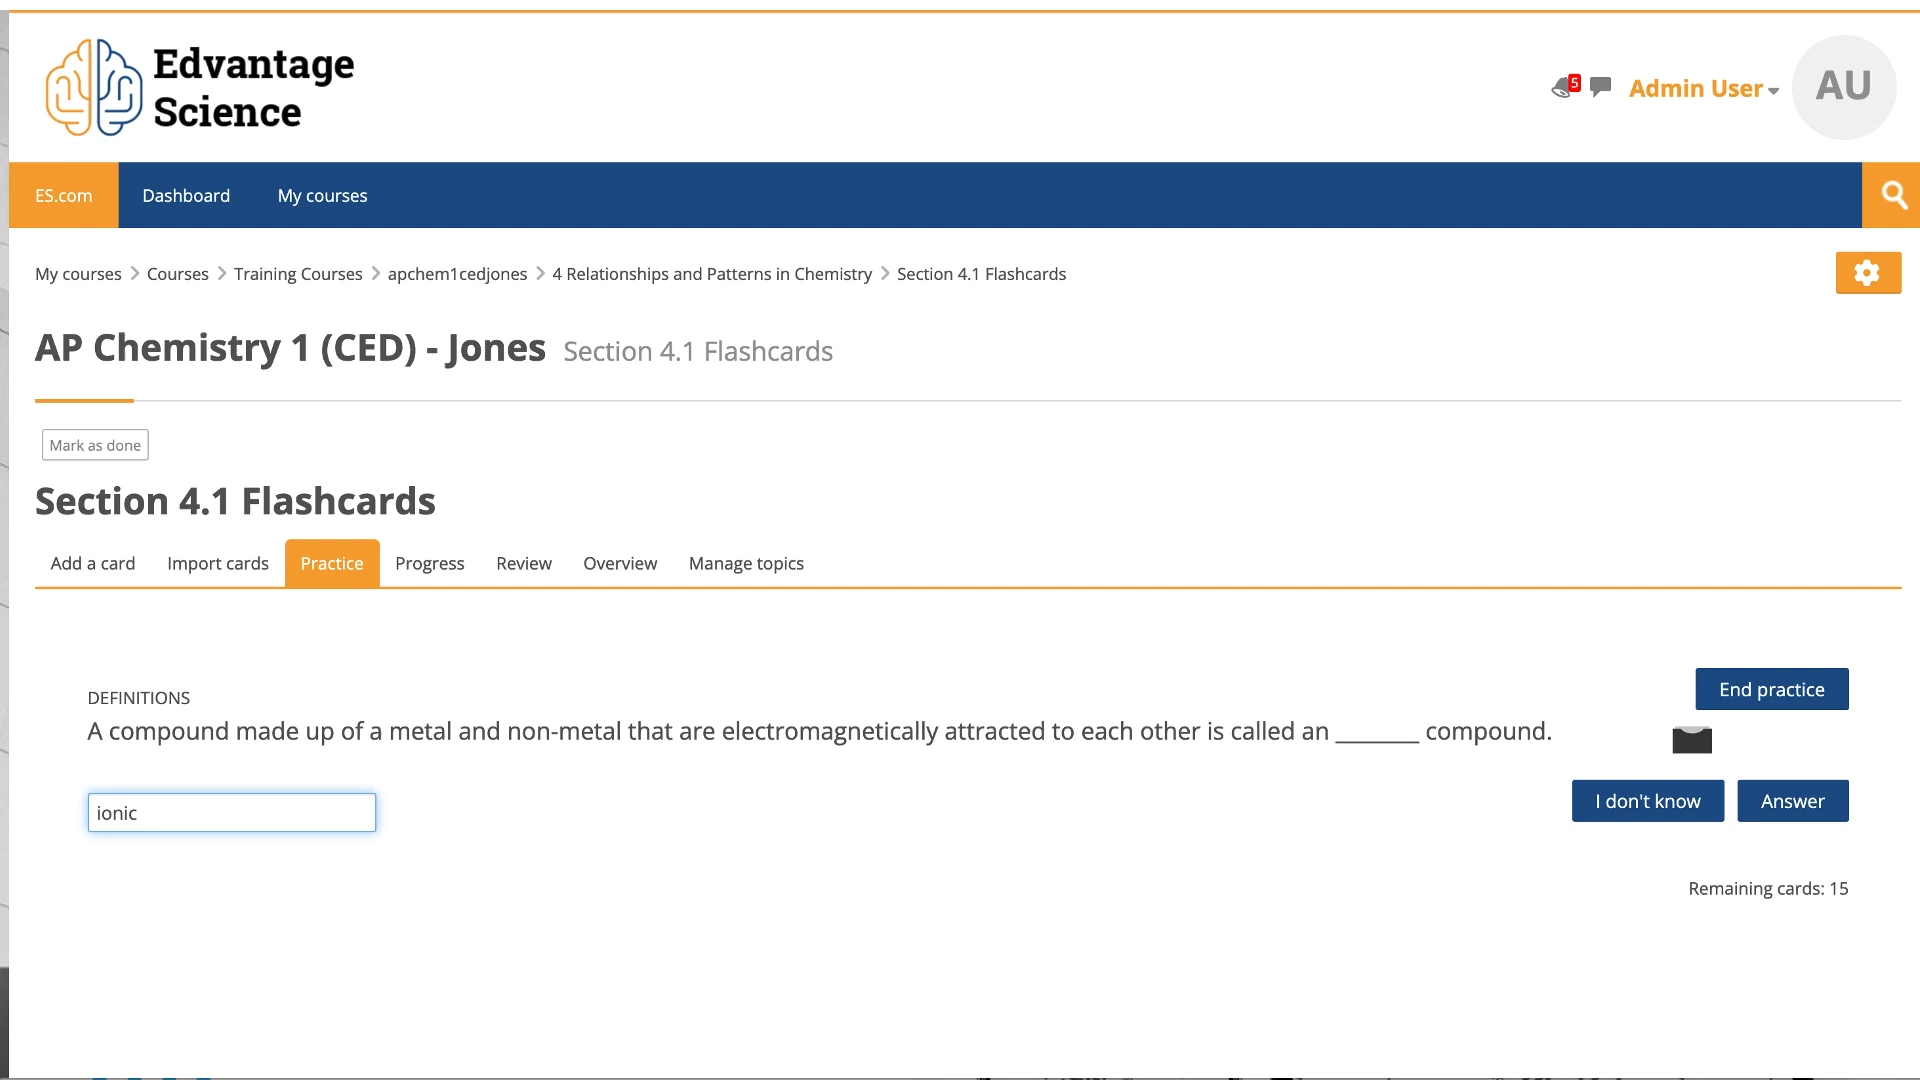 Edvantage
Science
5
Admin User
AU
ES.com
Dashboard
My courses
My courses
Courses
Training Courses
apchem1cedjones
4 Relationships and Patterns in Chemistry
Section 4.1 Flashcards
AP Chemistry 1 (CED) - Jones Section 4.1 Flashcards
Mark as done
Section 4.1 Flashcards
Add a card
Import cards
Practice
Progress
Review
Overview
Manage topics
End practice
DEFINITIONS
A compound made up of a metal and non-metal that are electromagnetically attracted to each other is called an ________ compound.
ionic
I don't know
Answer
Remaining cards: 15